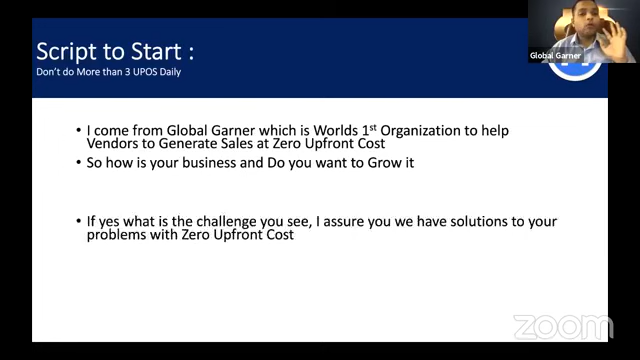 Script to Start :
Don't do More than 3 UPOS Daily
Global Garner
• I come from Global Garner which is Worlds 1st Organization to help
Vendors to Generate Sales at Zero Upfront Cost
• So how is your business and Do you want to Grow it
• If yes what is the challenge you see, I assure you we have solutions to your
problems with Zero Upfront Cost
zoom